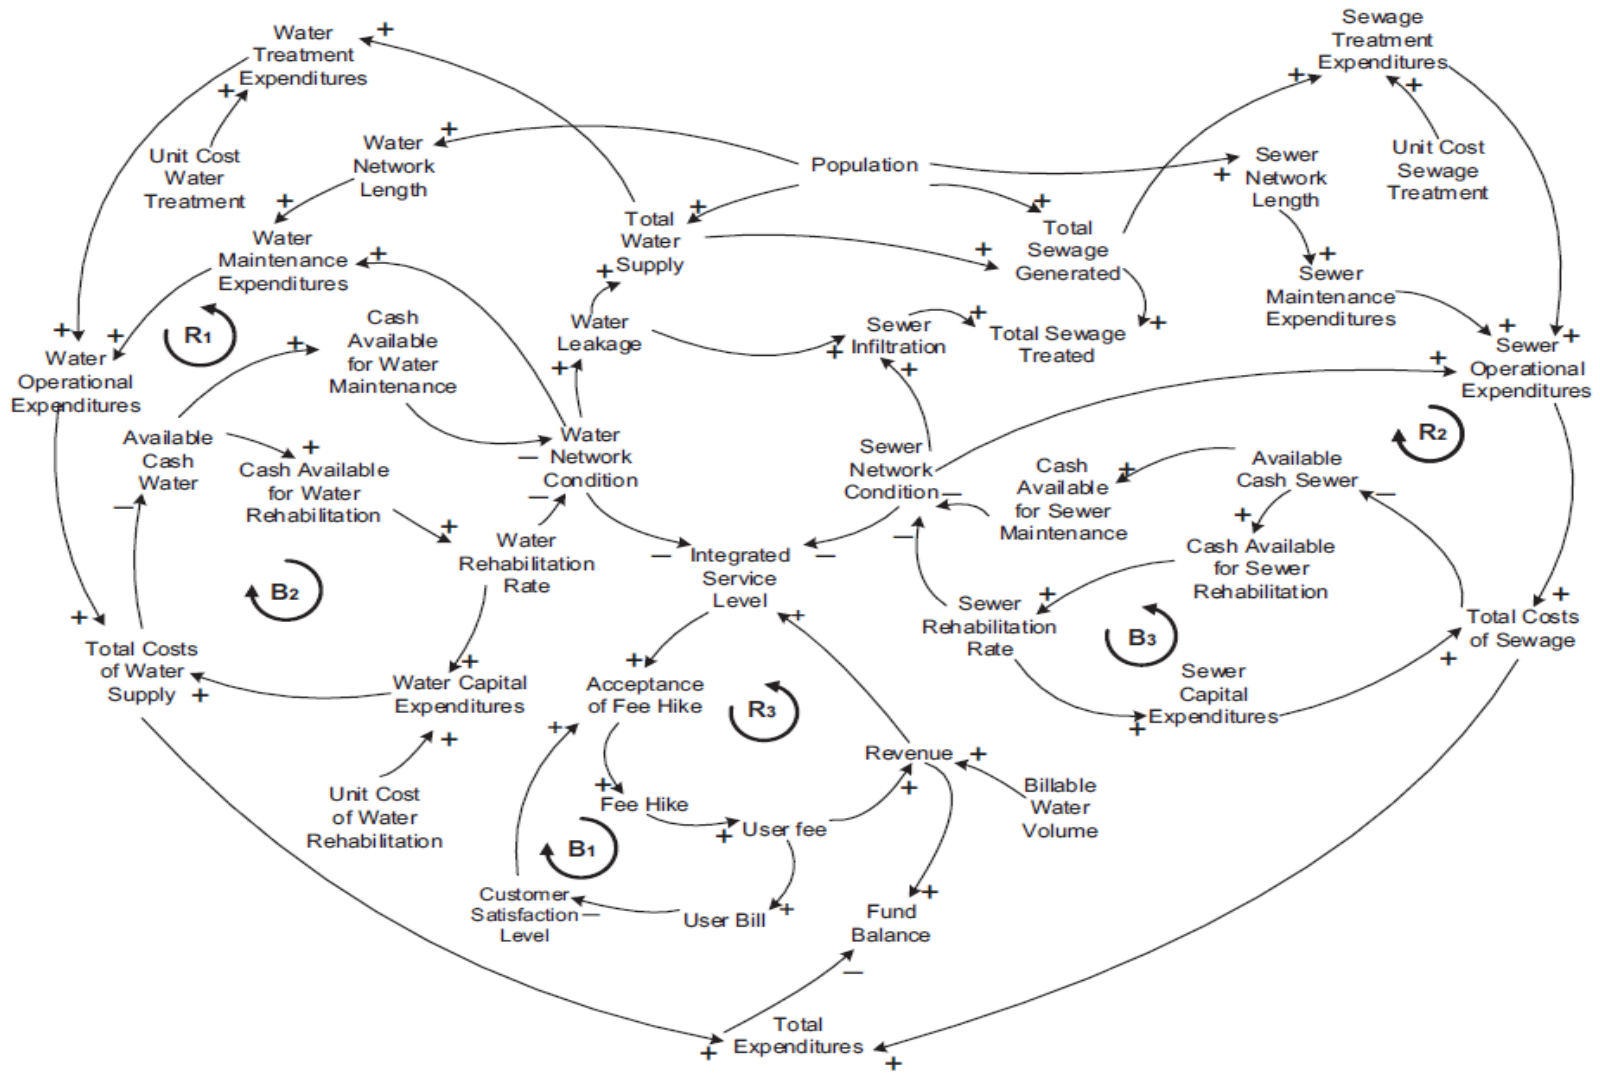 Water
Treatment
Expenditures
+
+
Unit Cost
Water
Treatment
Water
Network
Length
+
+
Population
Sewage
Treatment
Expenditures
+
+
Unit Cost
Sewage
Treatment
Sewer
Network
Length
+
Total
Water
Supply
+
+
Total
Sewage
Generated
+
+
Water
Maintenance
Expenditures
+
Sewer
Maintenance
Expenditures
+
R1
Water
Operational
Expenditures
+
+
Cash
Available
for Water
Maintenance
+
Water
Leakage
+
Sewer
Infiltration
+
+
Total Sewage
Treated
+
+
Sewer
Operational
Expenditures
+
+
+
Available
Cash
Water
–
Cash Available
for Water
Rehabilitation
+
Water
Network
Condition
–
–
Sewer
Network
Condition
–
–
Cash
Available
for Sewer
Maintenance
+
Available
Cash Sewer
–
R2
Cash Available
for Sewer
Rehabilitation
+
Water
Rehabilitation
Rate
+
Integrated
Service
Level
–
–
+
B2
Sewer
Rehabilitation
Rate
+
B3
Total Costs
of Sewage
+
+
Total Costs
of Water
Supply
+
+
Water Capital
Expenditures
+
+
Acceptance
of Fee Hike
+
+
R3
Sewer
Capital
Expenditures
+
Revenue
+
+
Unit Cost
of Water
Rehabilitation
Fee Hike
+
User fee
+
Billable
Water
Volume
B1
Customer
Satisfaction
Level
–
User Bill
+
Fund
Balance
+
–
Total
Expenditures
+
+